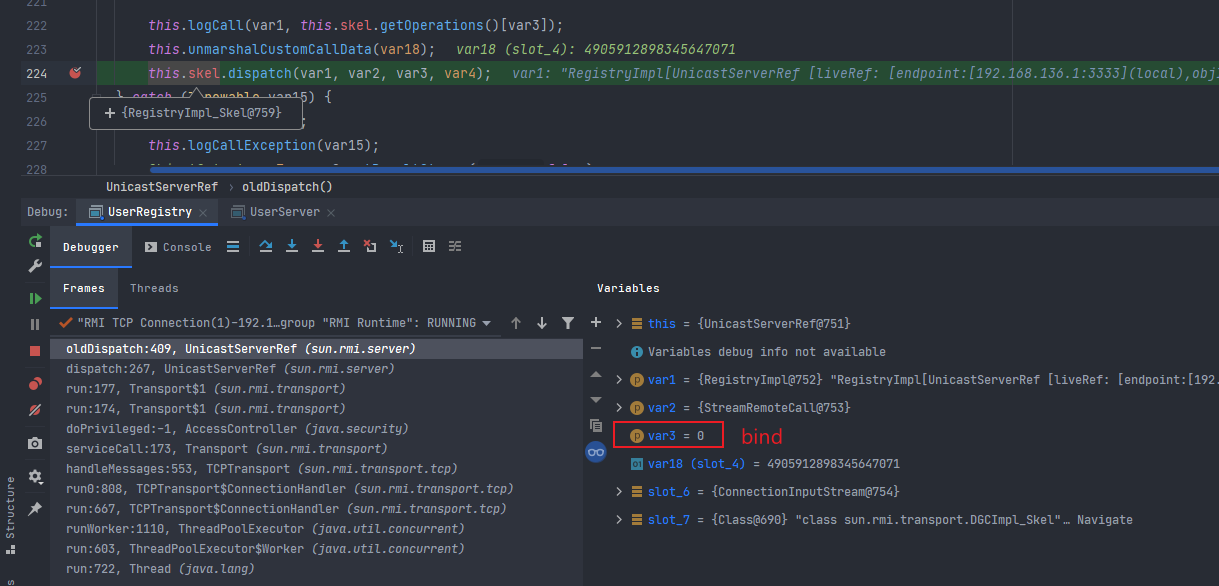 221
222 this.logCall(var1, this.skel.getOperations()[var3]);
223 this.unmarshalCustomCallData(var18); var18 (slot_4): 4905912898345647071
224 this.skel.dispatch(var1, var2, var3, var4); var1: "RegistryImpl[UnicastServerRef [liveRef: [endpoint:[192.168.136.1:3333](local),obj
225 } catch var15) {
+ {RegistryImpl_Skel@759}
226 ;
227 this.logCallException(var15);
228
UnicastServerRef › oldDispatch()
Debug: UserRegistry × UserServer ×
Debugger Console
Frames Threads
Variables
"RMI TCP Connection(1)-192.1…group "RMI Runtime": RUNNING
oldDispatch:409, UnicastServerRef (sun.rmi.server)
dispatch:267, UnicastServerRef (sun.rmi.server)
run:177, Transport$1 (sun.rmi.transport)
run:174, Transport$1 (sun.rmi.transport)
doPrivileged:-1, AccessController (java.security)
serviceCall:173, Transport (sun.rmi.transport)
handleMessages:553, TCPTransport (sun.rmi.transport.tcp)
run0:808, TCPTransport$ConnectionHandler (sun.rmi.transport.tcp)
run:667, TCPTransport$ConnectionHandler (sun.rmi.transport.tcp)
runWorker:1110, ThreadPoolExecutor (java.util.concurrent)
run:603, ThreadPoolExecutor$Worker (java.util.concurrent)
run:722, Thread (java.lang)
this = {UnicastServerRef@751}
Variables debug info not available
var1 = {RegistryImpl@752} "RegistryImpl[UnicastServerRef [liveRef: [endpoint:[192.
var2 = {StreamRemoteCall@753}
var3 = 0 bind
var18 (slot_4) = 4905912898345647071
slot_6 = {ConnectionInputStream@754}
slot_7 = {Class@690} "class sun.rmi.transport.DGCImpl_Skel"… Navigate
Structure